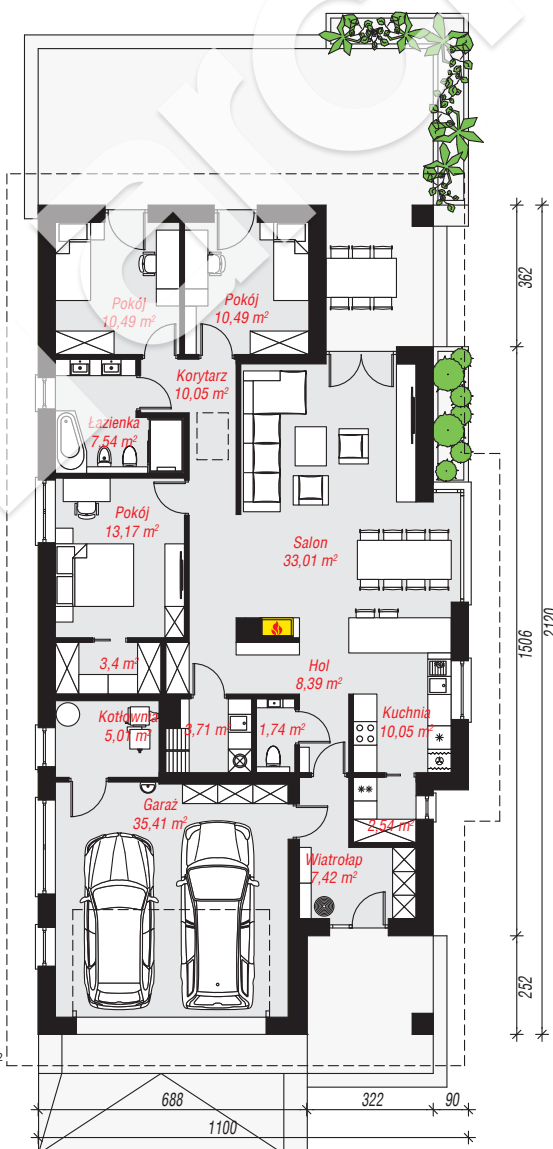 Pokój
10,49 m²
Pokój
10,49 m²
Korytarz
10,05 m²
Łazienka
7,54 m²
Pokój
13,17 m²
Salon
33,01 m²
3,4 m²
Hol
8,39 m²
Kotłownia
5,01 m²
3,71 m²
1,74 m²
Kuchnia
10,05 m²
Garaż
35,41 m²
2,54 m²
Wiatrołap
7,42 m²
362
1506
2120
252
688
322
90
1100
2